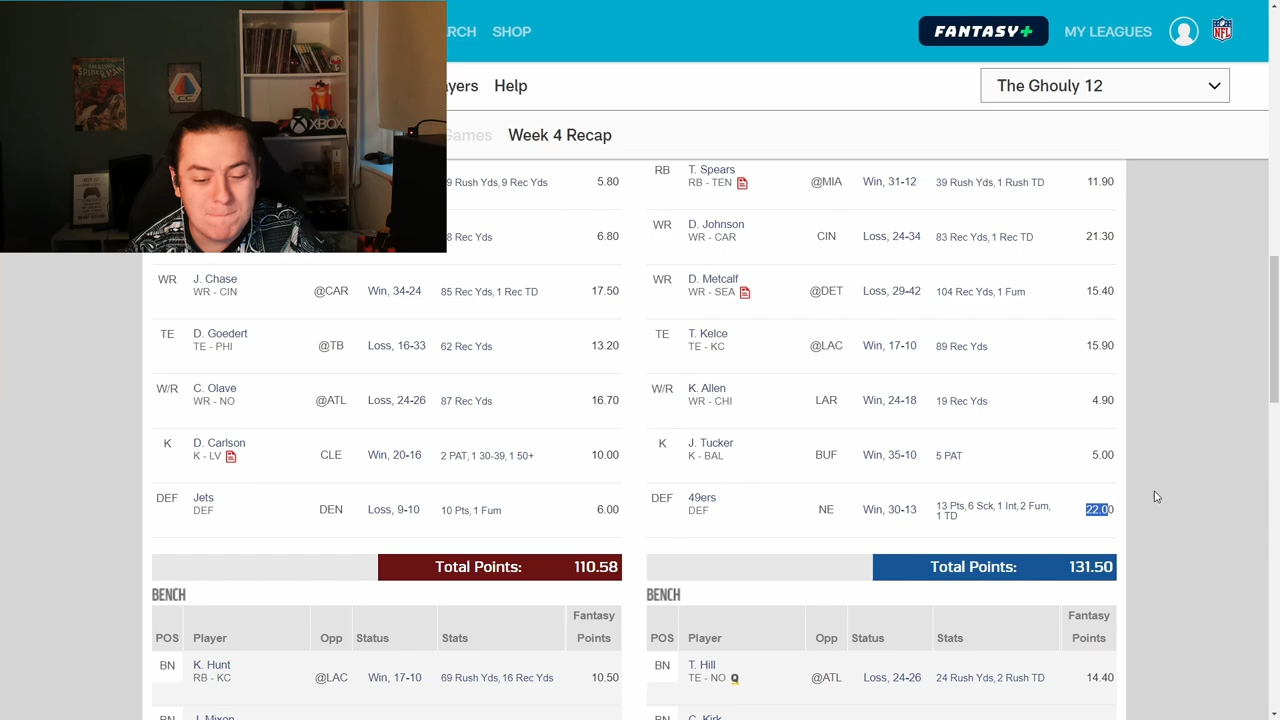 ARCH SHOP FANTASY+ MY LEAGUES NFL
ayers Help The Ghouly 12
Games Week 4 Recap
XBOX
9 Rush Yds, 9 Rec Yds 5.80
8 Rec Yds 6.80
WR J. Chase
WR - CIN @CAR Win, 34-24 85 Rec Yds, 1 Rec TD 17.50
TE D. Goedert
TE - PHI @TB Loss, 16-33 62 Rec Yds 13.20
W/R C. Olave
WR - NO @ATL Loss, 24-26 87 Rec Yds 16.70
K D. Carlson
K - LV CLE Win, 20-16 2 PAT, 1 30-39, 1 50+ 10.00
DEF Jets
DEF DEN Loss, 9-10 10 Pts, 1 Fum 6.00
Total Points: 110.58
BENCH
POS Player Opp Status Stats Fantasy
Points
BN K. Hunt
RB - KC @LAC Win, 17-10 69 Rush Yds, 16 Rec Yds 10.50
BN J. Mixon
RB T. Spears
RB - TEN @MIA Win, 31-12 39 Rush Yds, 1 Rush TD 11.90
WR D. Johnson
WR - CAR CIN Loss, 24-34 83 Rec Yds, 1 Rec TD 21.30
WR D. Metcalf
WR - SEA @DET Loss, 29-42 104 Rec Yds, 1 Fum 15.40
TE T. Kelce
TE - KC @LAC Win, 17-10 89 Rec Yds 15.90
W/R K. Allen
WR - CHI LAR Win, 24-18 19 Rec Yds 4.90
K J. Tucker
K - BAL BUF Win, 35-10 5 PAT 5.00
DEF 49ers
DEF NE Win, 30-13 13 Pts, 6 Sck, 1 Int, 2 Fum,
1 TD 22.00
Total Points: 131.50
BENCH
POS Player Opp Status Stats Fantasy
Points
BN T. Hill
TE - NO Q @ATL Loss, 24-26 24 Rush Yds, 2 Rush TD 14.40
BN C. Kirk